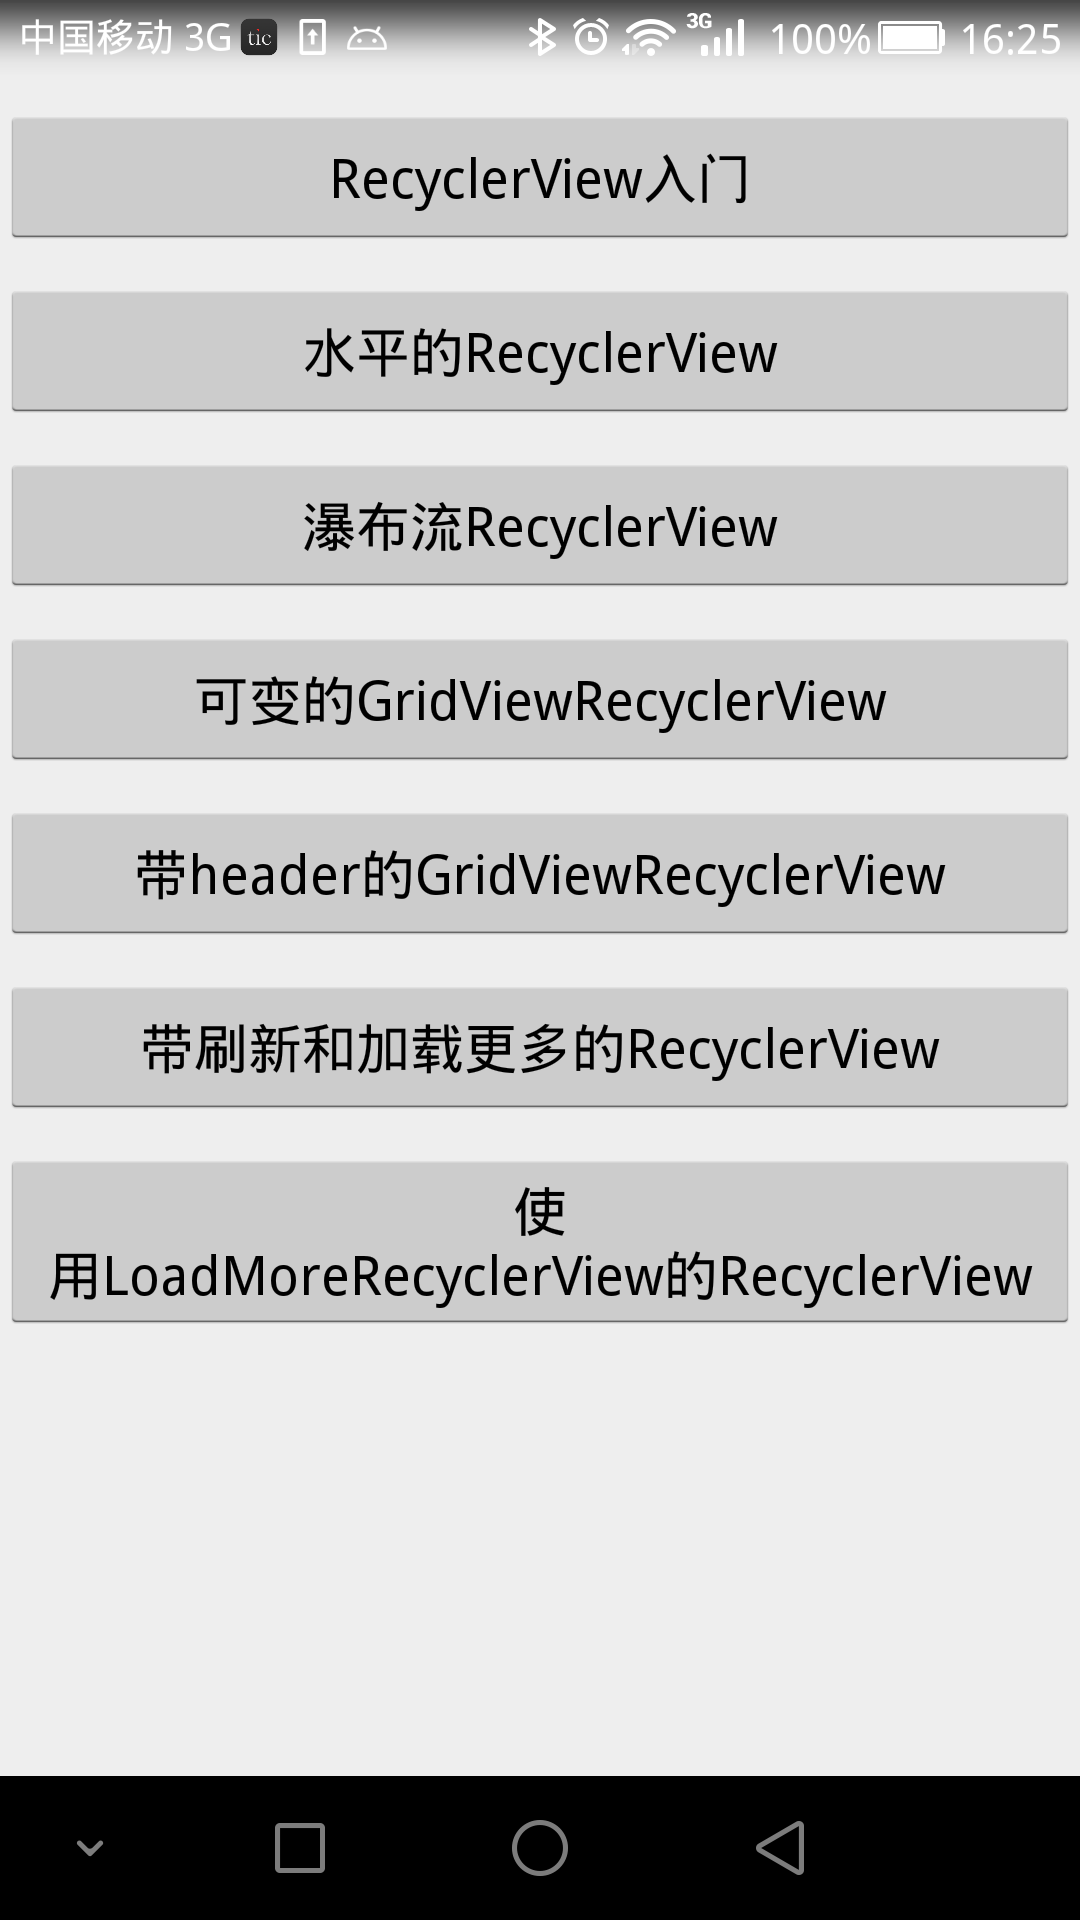 中国移动 3G tic 3G 100% 16:25
RecyclerView入门
水平的RecyclerView
瀑布流RecyclerView
可变的GridViewRecyclerView
带header的GridViewRecyclerView
带刷新和加载更多的RecyclerView
使
用LoadMoreRecyclerView的RecyclerView